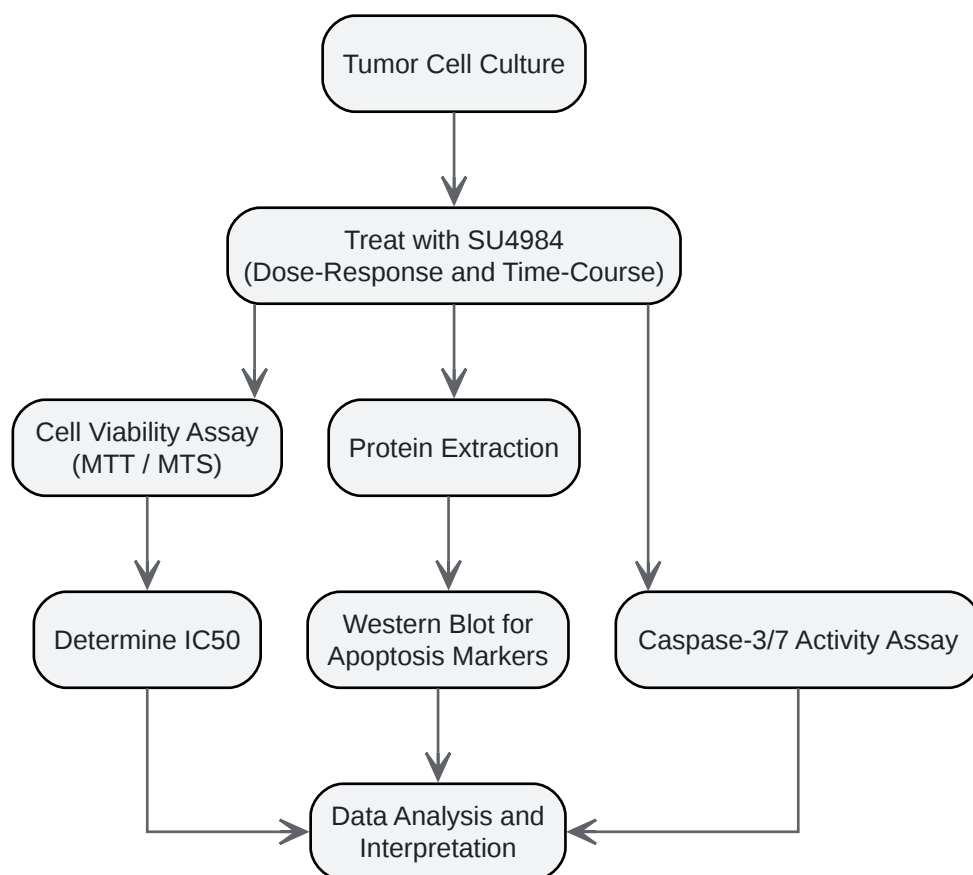 Tumor Cell Culture
Treat with SU4984
(Dose-Response and Time-Course)
Cell Viability Assay
(MTT / MTS)
Protein Extraction
Determine IC50
Western Blot for
Apoptosis Markers
Caspase-3/7 Activity Assay
Data Analysis and
Interpretation